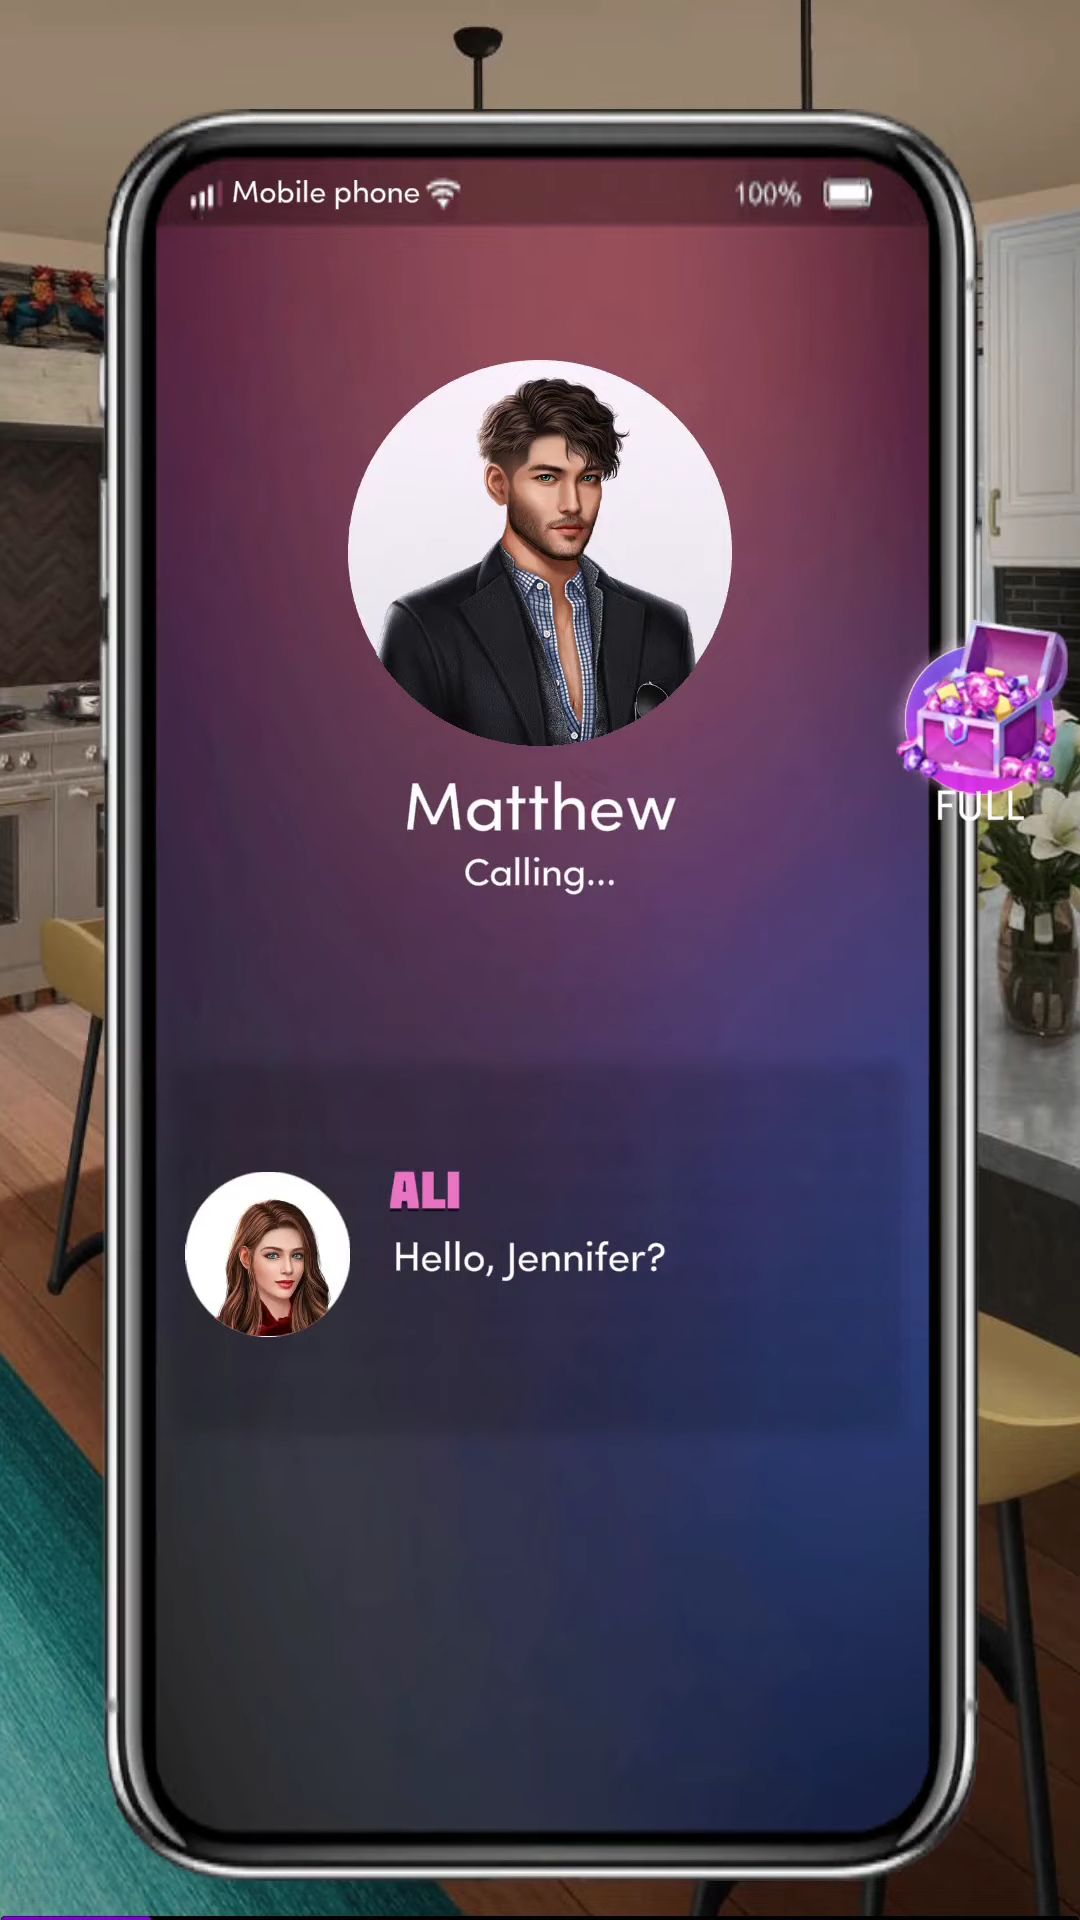 Mobile phone
100%
Matthew
Calling...
FULL
ALI
Hello, Jennifer?